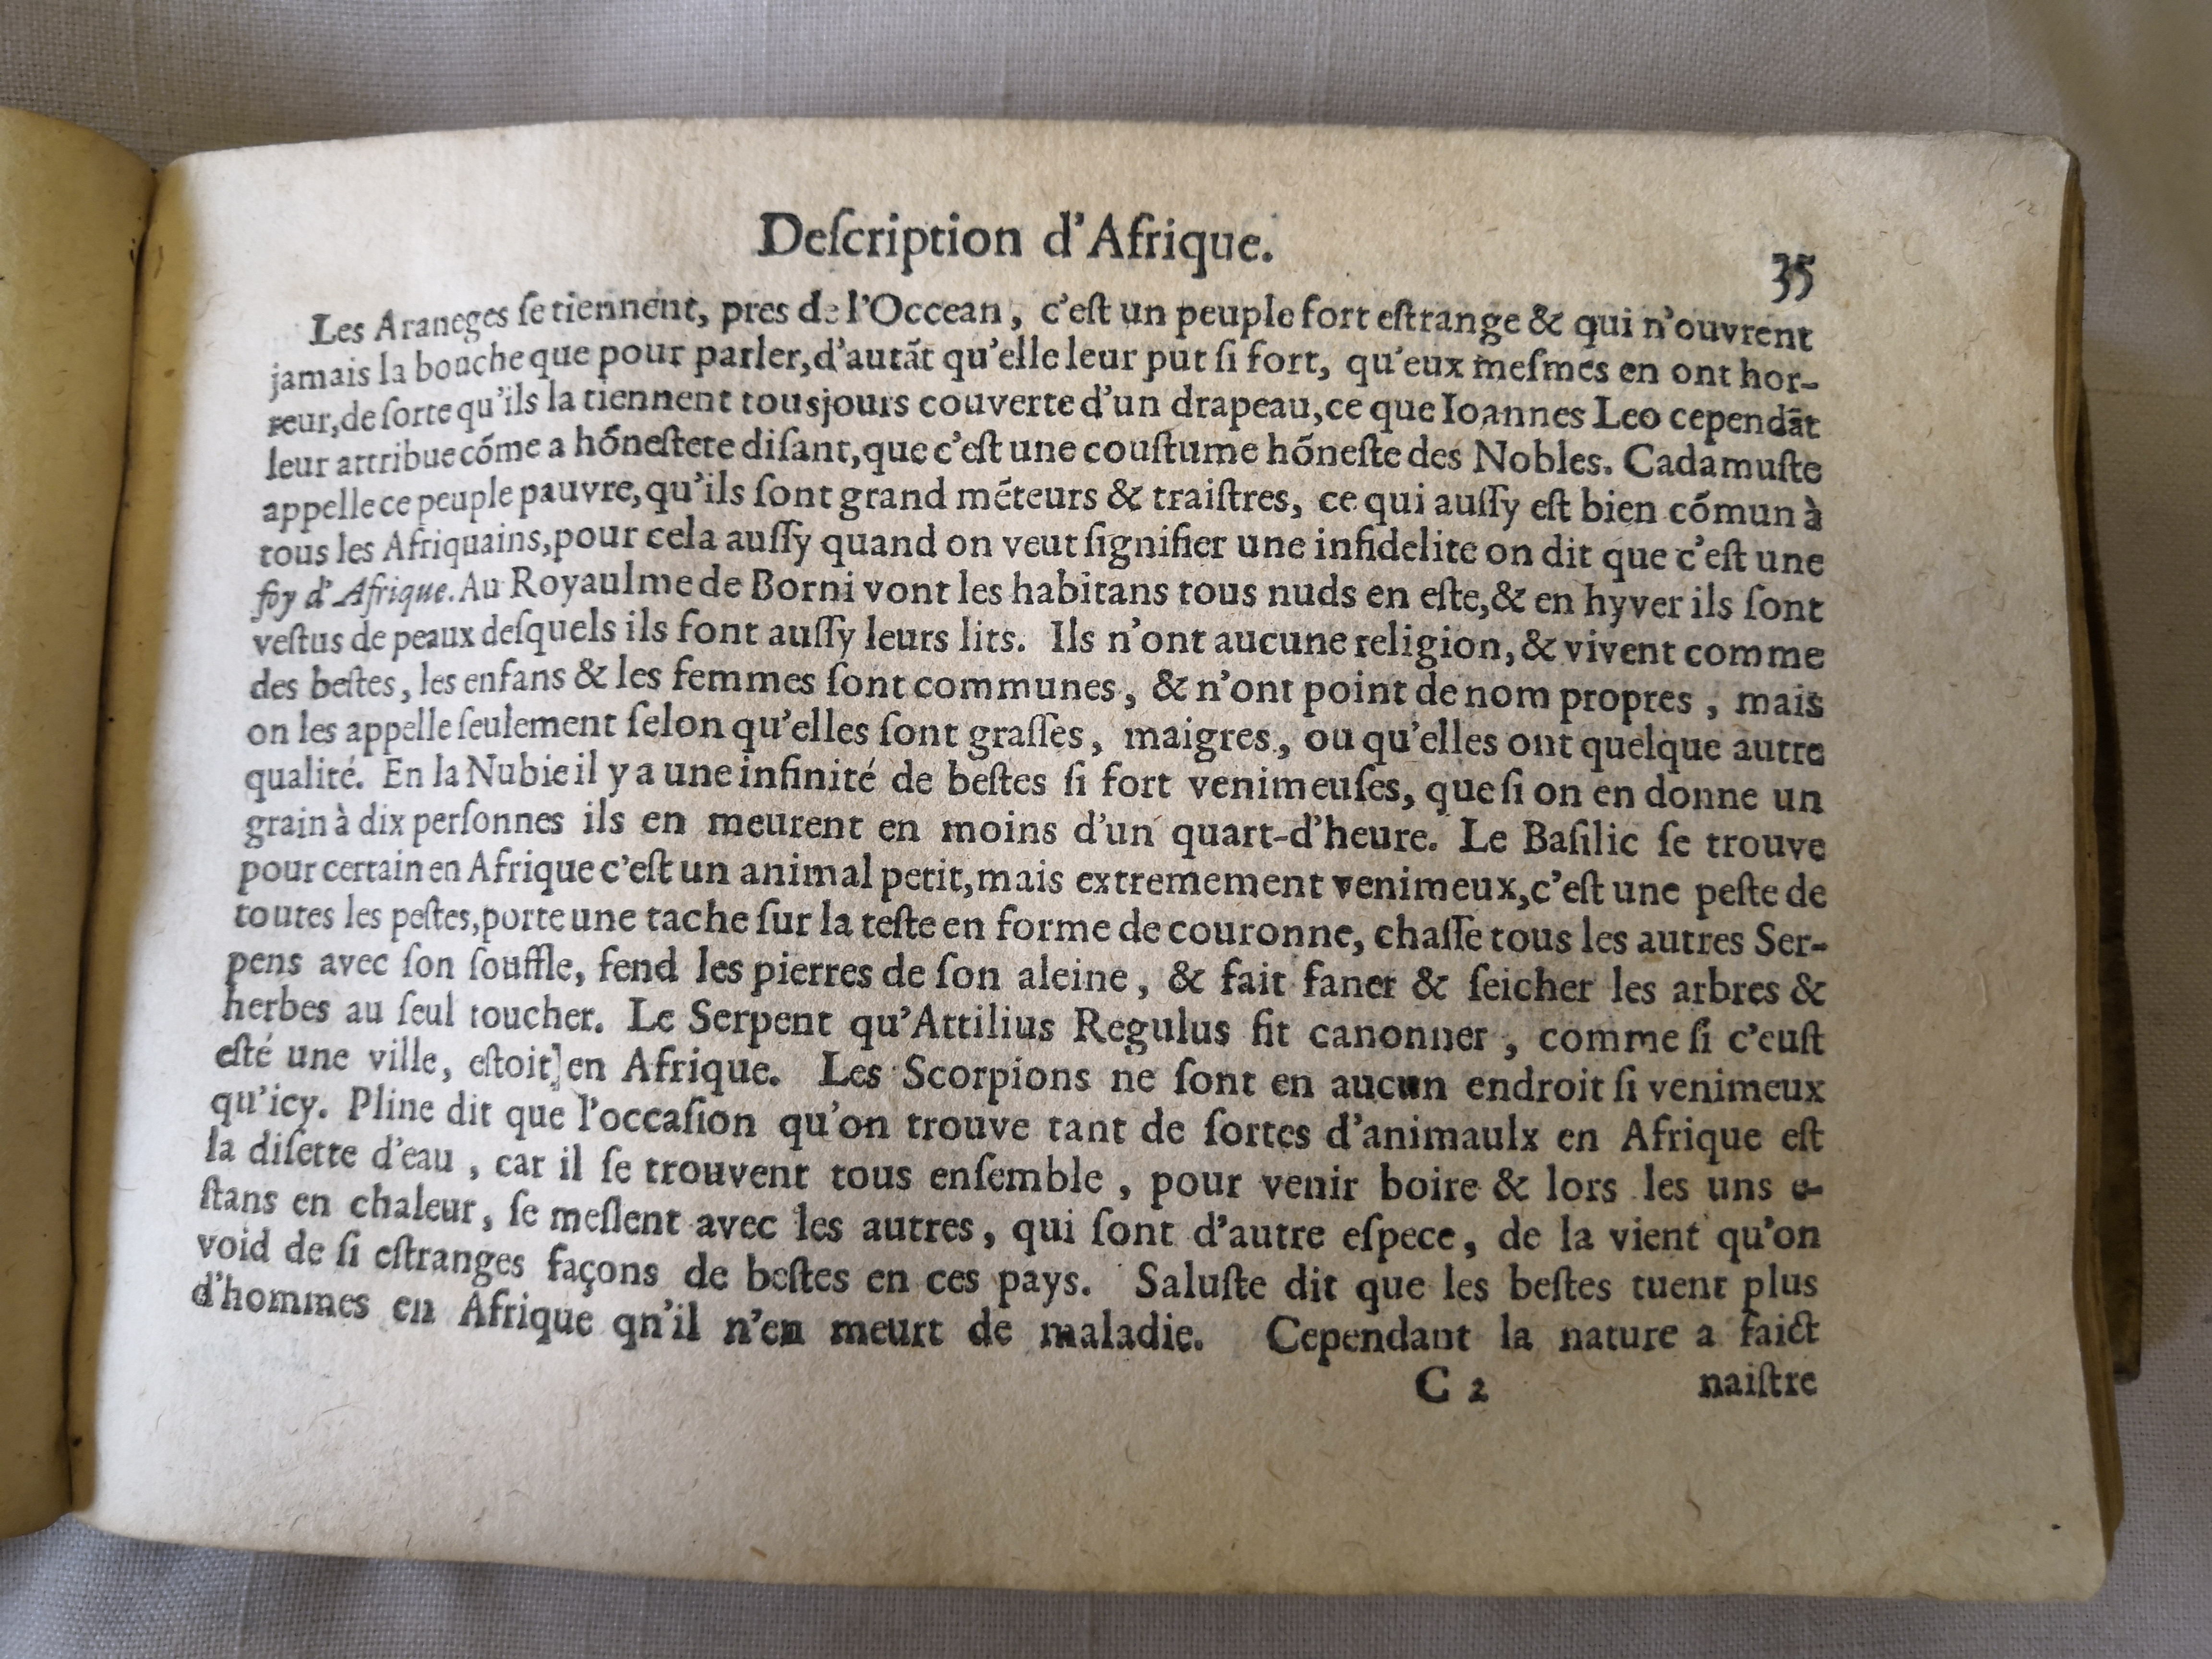 Deſcription d'Afrique.
35
Les Araneges ſe tiennent, pres de l'Occean, c'eſt un peuple fort eſtrange & qui n'ouvrent
jamais la bouche que pour parler, d'autãt qu'elle leur put ſi fort, qu'eux meſmes en ont hor-
reur, de ſorte qu'ils la tiennent tousjours couverte d'un drapeau, ce que Ioannes Leo cependãt
leur attribue cõme a hõneſtete diſant, que c'eſt une couſtume hõneſte des Nobles. Cadamuſte
appelle ce peuple pauvre, qu'ils ſont grand mẽteurs & traiſtres, ce qui auſſy eſt bien cõmun à
tous les Afriquains, pour cela auſſy quand on veut ſignifier une infidelite on dit que c'eſt une
foy d'Afrique. Au Royaulme de Borni vont les habitans tous nuds en eſte, & en hyver ils ſont
veſtus de peaux deſquels ils font auſſy leurs lits. Ils n'ont aucune religion, & vivent comme
des beſtes, les enfans & les femmes ſont communes, & n'ont point de nom propres, mais
on les appelle ſeulement ſelon qu'elles ſont graſſes, maigres, ou qu'elles ont quelque autre
qualité. En la Nubie il y a une infinité de beſtes ſi fort venimeuſes, que ſi on en donne un
grain à dix perſonnes ils en meurent en moins d'un quart-d'heure. Le Baſilic ſe trouve
pour certain en Afrique c'eſt un animal petit, mais extremement venimeux, c'eſt une peſte de
toutes les peſtes, porte une tache ſur la teſte en forme de couronne, chaſſe tous les autres Ser-
pens avec ſon ſouffle, fend les pierres de ſon aleine, & fait faner & ſeicher les arbres &
herbes au ſeul toucher. Le Serpent qu'Attilius Regulus fit canonner, comme ſi c'euſt
eſté une ville, eſtoit] en Afrique. Les Scorpions ne ſont en aucun endroit ſi venimeux
qu'icy. Pline dit que l'occaſion qu'on trouve tant de ſortes d'animaulx en Afrique eſt
la diſette d'eau, car il ſe trouvent tous enſemble, pour venir boire & lors les uns e-
ſtans en chaleur, ſe meſlent avec les autres, qui ſont d'autre eſpece, de la vient qu'on
void de ſi eſtranges façons de beſtes en ces pays. Saluſte dit que les beſtes tuent plus
d'hommes en Afrique qn'il n'en meurt de maladie. Cependant la nature a faict
C 2 naiſtre